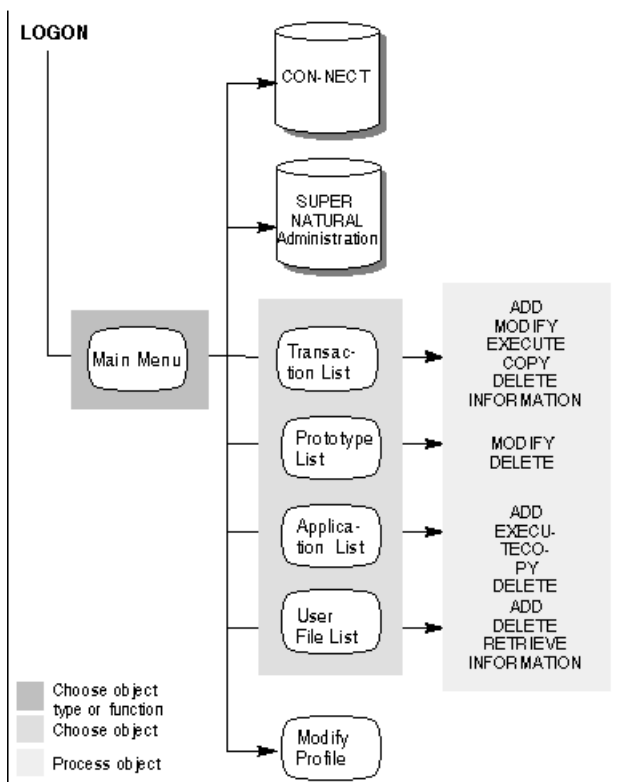 LOGON
CON-NECT
SUPER
NATURAL
Administration
Main Menu
Transac-
tion List
ADD
MODIFY
EXECUTE
COPY
DELETE
INFORMATION
Prototype
List
MODIFY
DELETE
Applica-
tion List
ADD
EXECU-
TECO-
PY
DELETE
User
File List
ADD
DELETE
RETRIEVE
INFORMATION
Modify
Profile
Choose object
type or function
Choose object
Process object